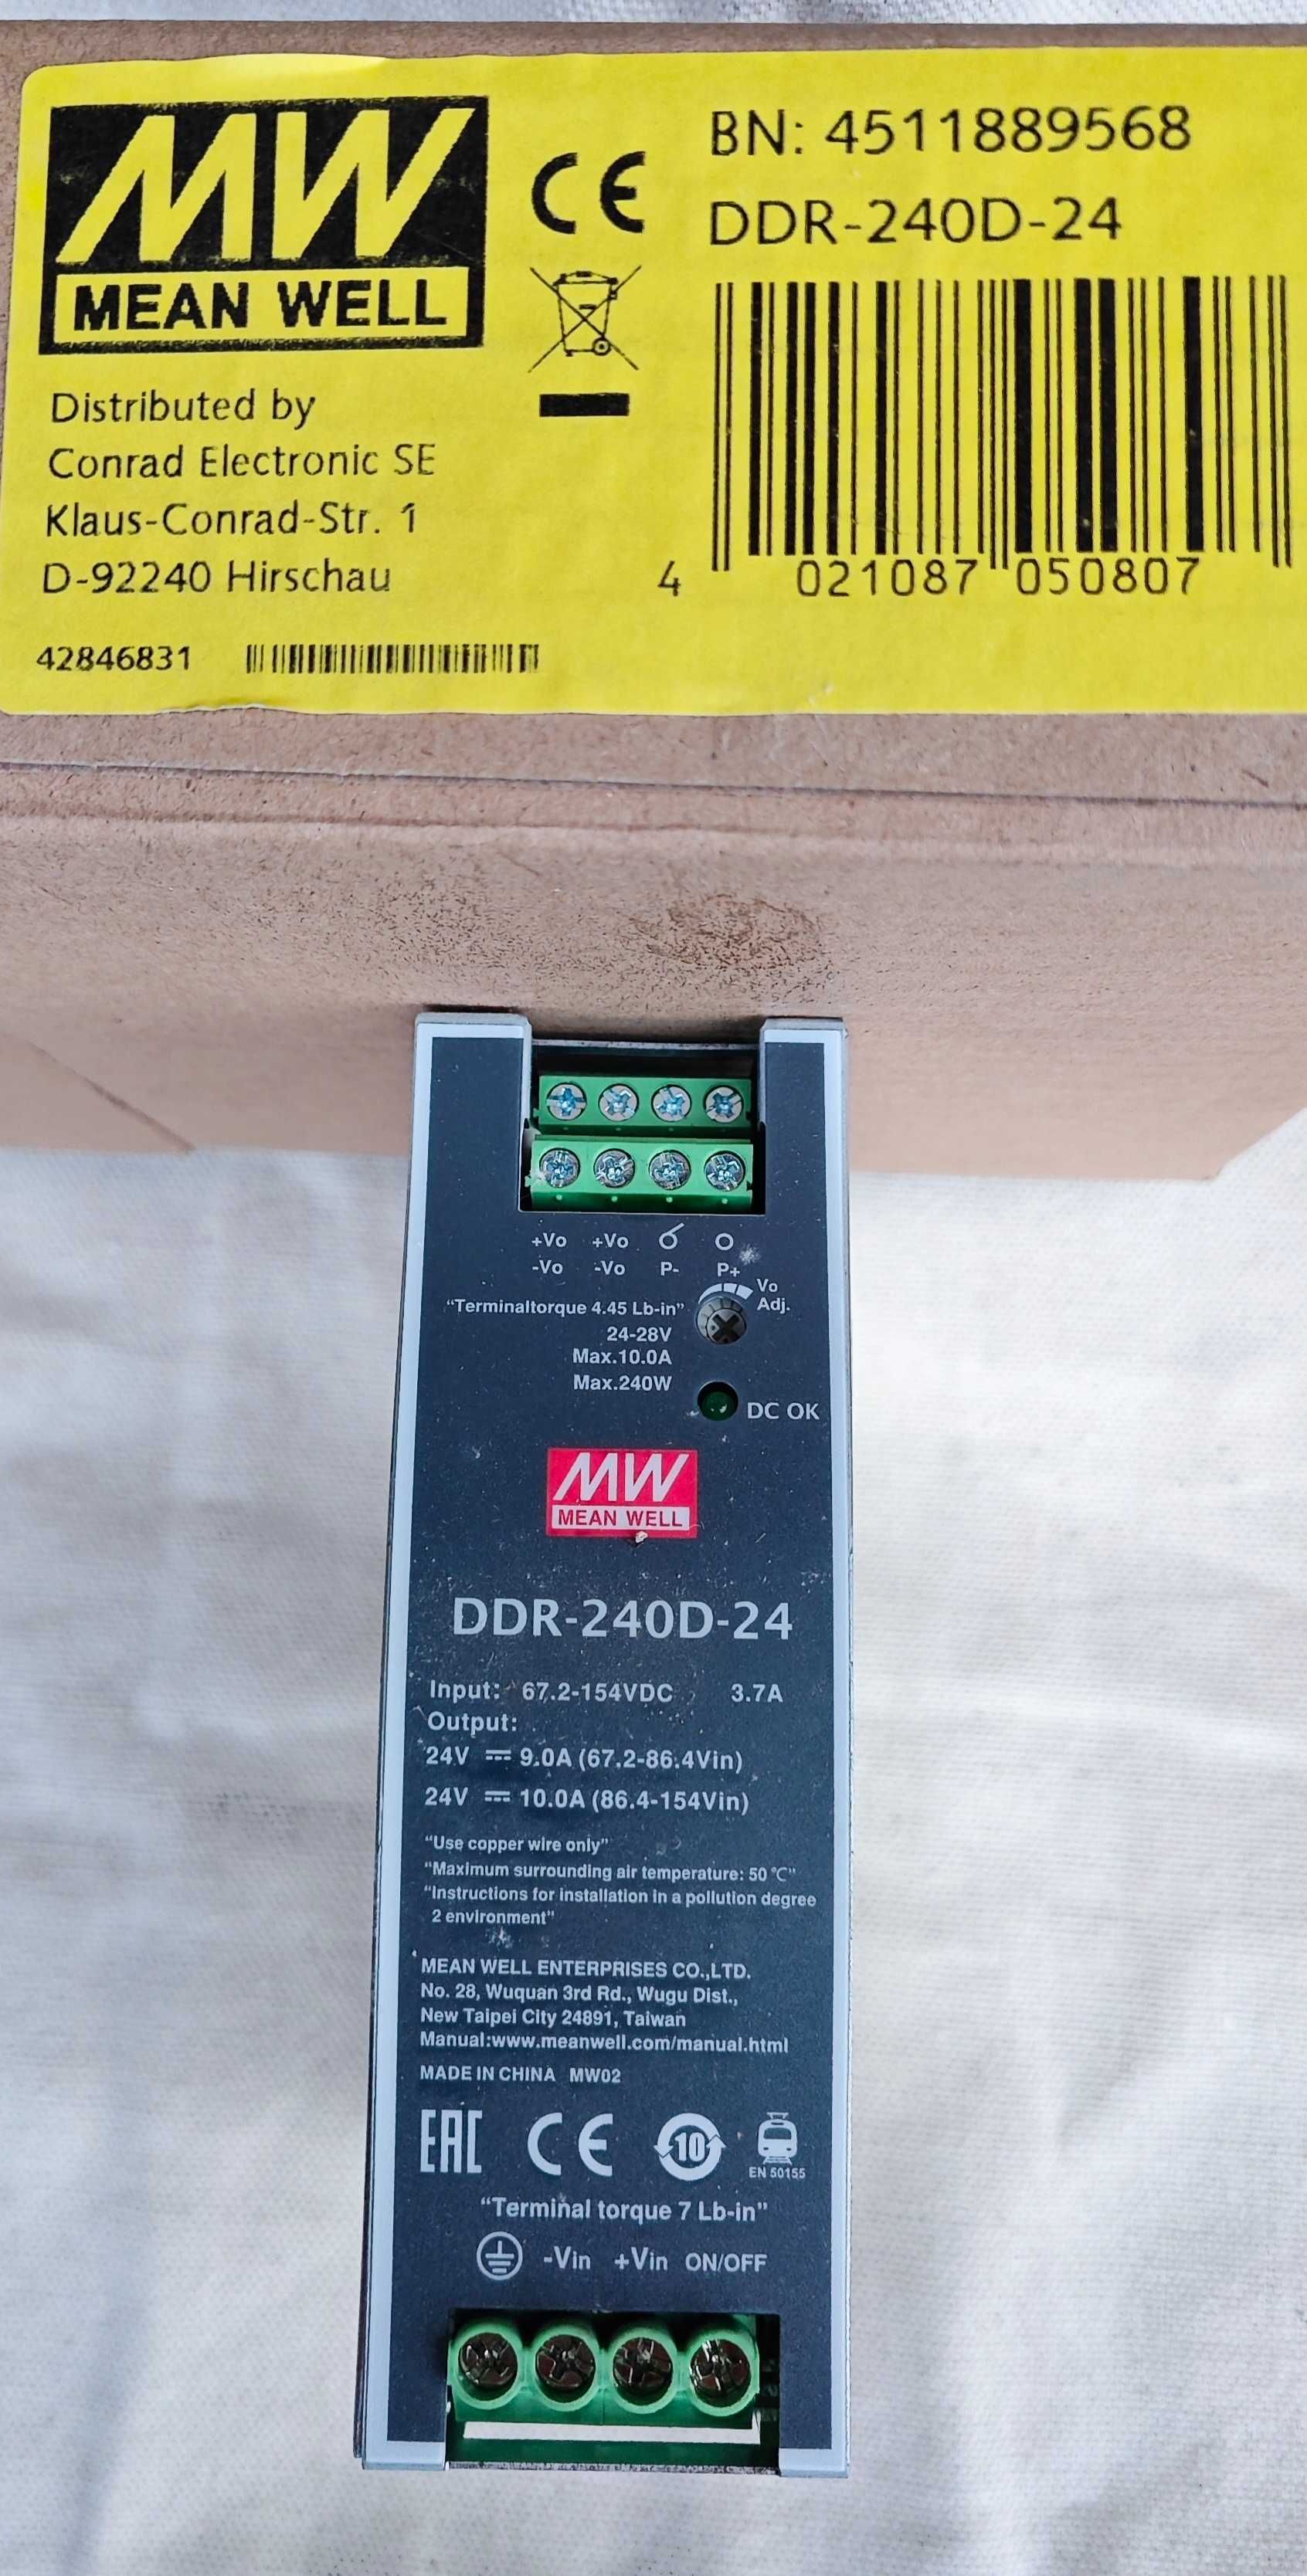 MW
MEAN WELL
CE
BN: 4511889568
DDR-240D-24
Distributed by
Conrad Electronic SE
Klaus-Conrad-Str. 1
D-92240 Hirschau
4 021087 050807
42846831
+Vo +Vo
-Vo -Vo P- P+
Vo
Adj.
"Terminaltorque 4.45 Lb-in"
24-28V
Max.10.0A
Max.240W
DC OK
MW
MEAN WELL
DDR-240D-24
Input: 67.2-154VDC 3.7A
Output:
24V ⎓ 9.0A (67.2-86.4Vin)
24V ⎓ 10.0A (86.4-154Vin)
"Use copper wire only"
"Maximum surrounding air temperature: 50 ℃"
"Instructions for installation in a pollution degree
2 environment"
MEAN WELL ENTERPRISES CO.,LTD.
No. 28, Wuquan 3rd Rd., Wugu Dist.,
New Taipei City 24891, Taiwan
Manual:www.meanwell.com/manual.html
MADE IN CHINA MW02
EAC CE 10
EN 50155
"Terminal torque 7 Lb-in"
-Vin +Vin ON/OFF